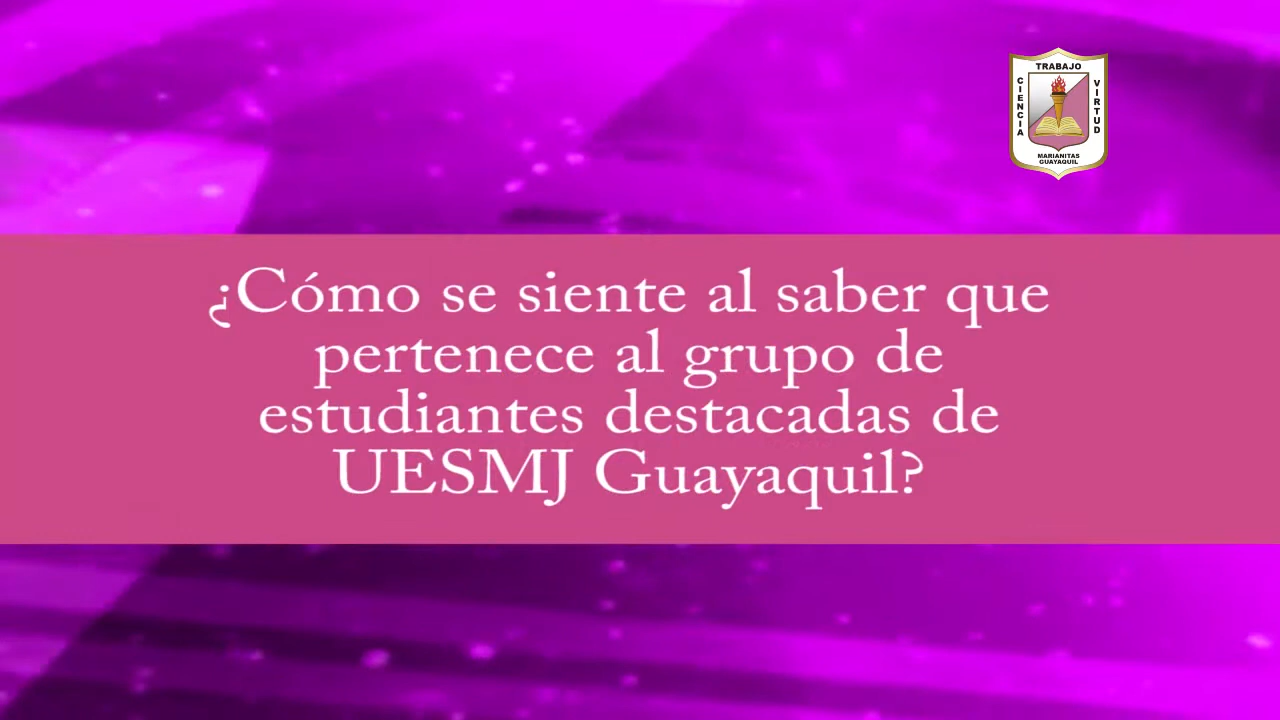 TRABAJO
CIENCIA
VIRTUD
MARIANITAS
GUAYAQUIL
¿Cómo se siente al saber que
pertenece al grupo de
estudiantes destacadas de
UESMJ Guayaquil?